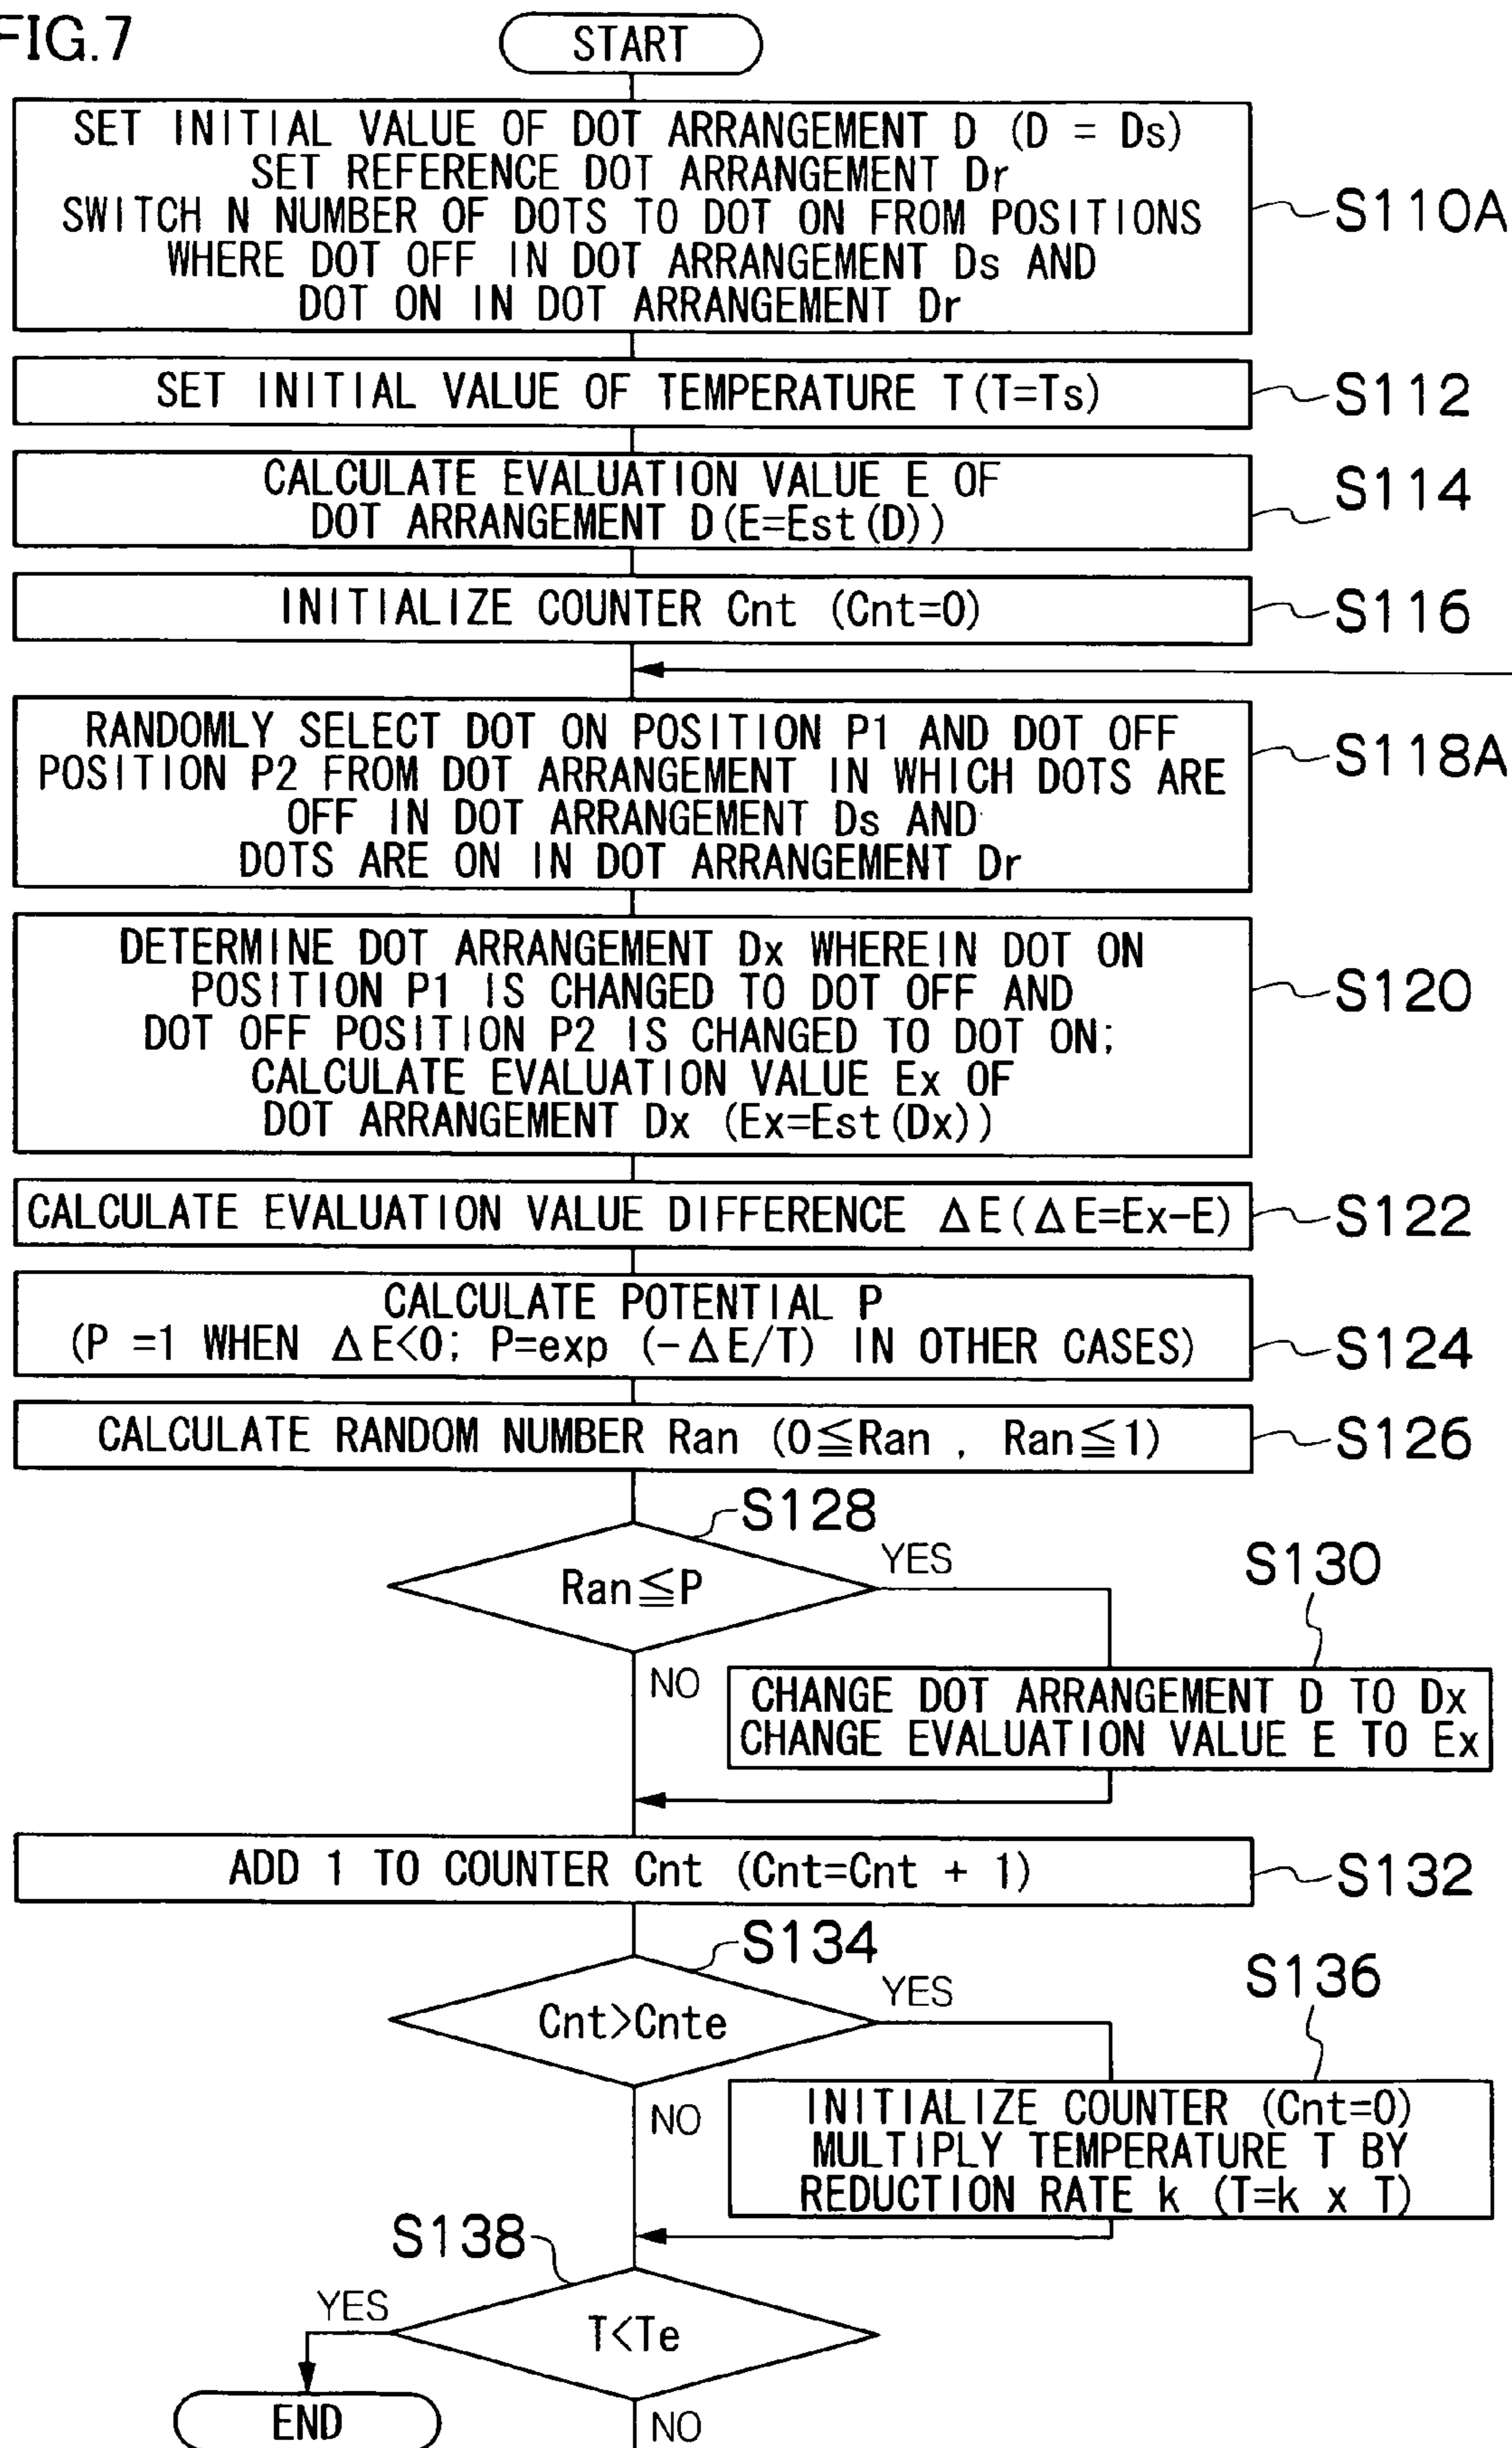 FIG.7
START
SET INITIAL VALUE OF DOT ARRANGEMENT D (D = Ds)
SET REFERENCE DOT ARRANGEMENT Dr
SWITCH N NUMBER OF DOTS TO DOT ON FROM POSITIONS
WHERE DOT OFF IN DOT ARRANGEMENT Ds AND
DOT ON IN DOT ARRANGEMENT Dr
S110A
SET INITIAL VALUE OF TEMPERATURE T(T=Ts)
S112
CALCULATE EVALUATION VALUE E OF
DOT ARRANGEMENT D(E=Est(D))
S114
INITIALIZE COUNTER Cnt (Cnt=0)
S116
RANDOMLY SELECT DOT ON POSITION P1 AND DOT OFF
POSITION P2 FROM DOT ARRANGEMENT IN WHICH DOTS ARE
OFF IN DOT ARRANGEMENT Ds AND
DOTS ARE ON IN DOT ARRANGEMENT Dr
S118A
DETERMINE DOT ARRANGEMENT Dx WHEREIN DOT ON
POSITION P1 IS CHANGED TO DOT OFF AND
DOT OFF POSITION P2 IS CHANGED TO DOT ON;
CALCULATE EVALUATION VALUE Ex OF
DOT ARRANGEMENT Dx (Ex=Est(Dx))
S120
CALCULATE EVALUATION VALUE DIFFERENCE ΔE(ΔE=Ex-E)
S122
CALCULATE POTENTIAL P
(P =1 WHEN ΔE<0; P=exp (-ΔE/T) IN OTHER CASES)
S124
CALCULATE RANDOM NUMBER Ran (0≦Ran , Ran≦1)
S126
S128
Ran≦P
YES
NO
S130
CHANGE DOT ARRANGEMENT D TO Dx
CHANGE EVALUATION VALUE E TO Ex
ADD 1 TO COUNTER Cnt (Cnt=Cnt + 1)
S132
S134
Cnt>Cnte
YES
NO
S136
INITIALIZE COUNTER (Cnt=0)
MULTIPLY TEMPERATURE T BY
REDUCTION RATE k (T=k x T)
S138
T<Te
YES
NO
END